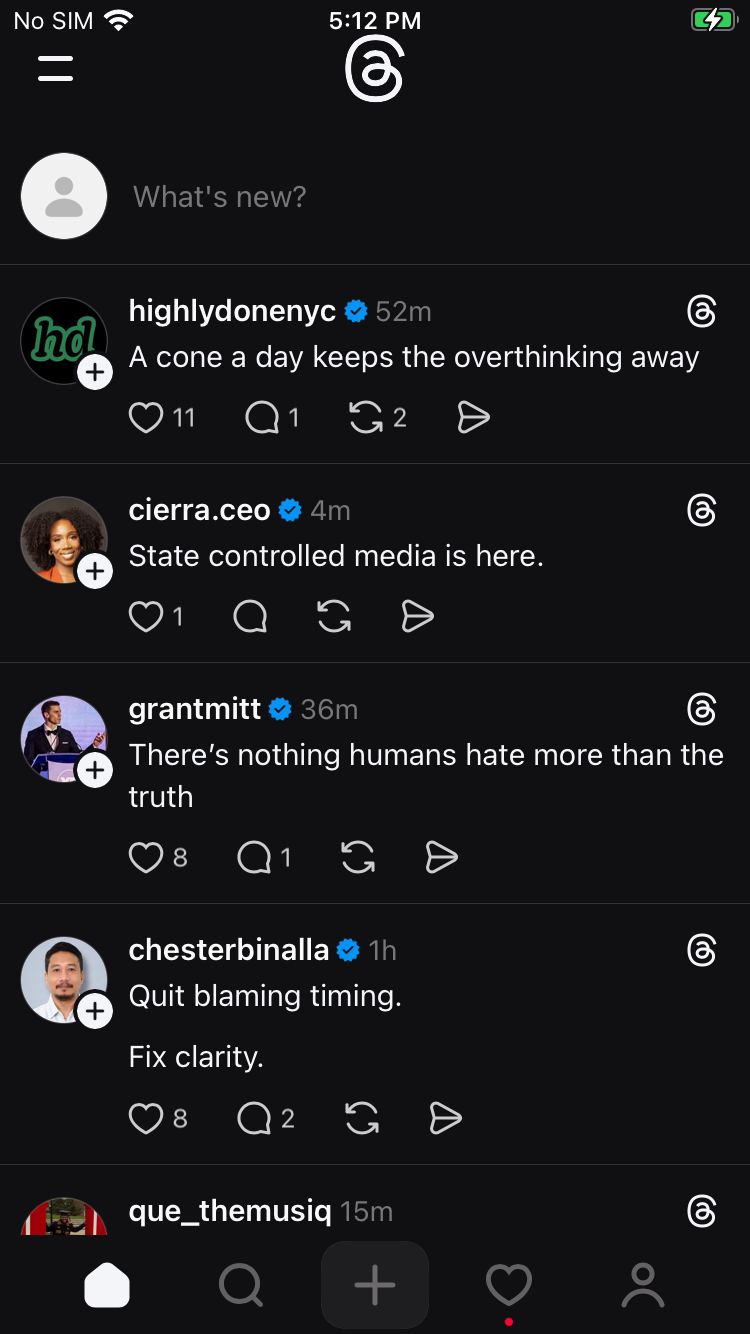 No SIM 5:12 PM
What's new?
hd
highlydonenyc 52m
A cone a day keeps the overthinking away
11 1 2
cierra.ceo 4m
State controlled media is here.
1
grantmitt 36m
There’s nothing humans hate more than the
truth
8 1
chesterbinalla 1h
Quit blaming timing.
Fix clarity.
8 2
que_themusiq 15m